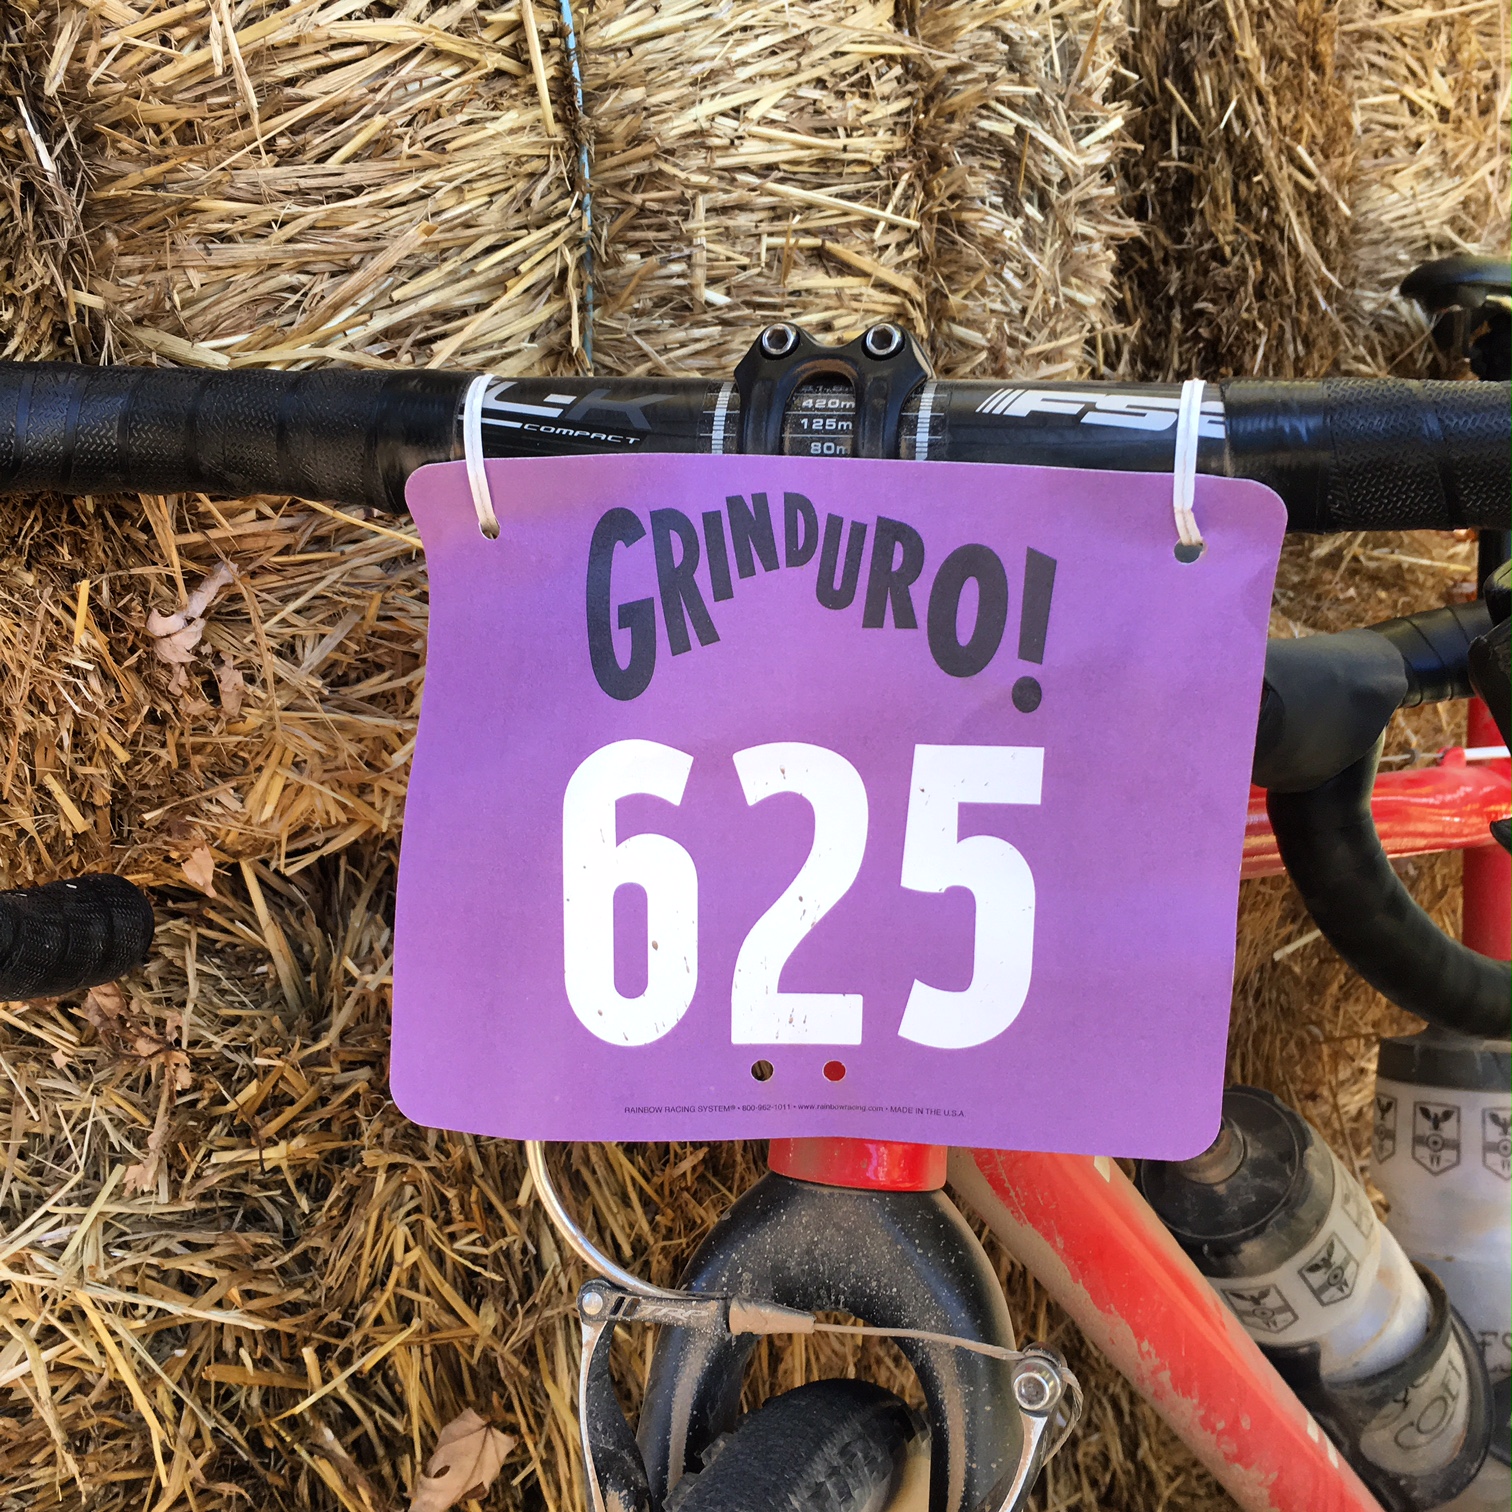 COMPACT
420m
125m
80m
FSA
GRINDURO!
625
RAINBOW RACING SYSTEM® • 800-962-1011 • www.rainbowracing.com • MADE IN THE U.S.A